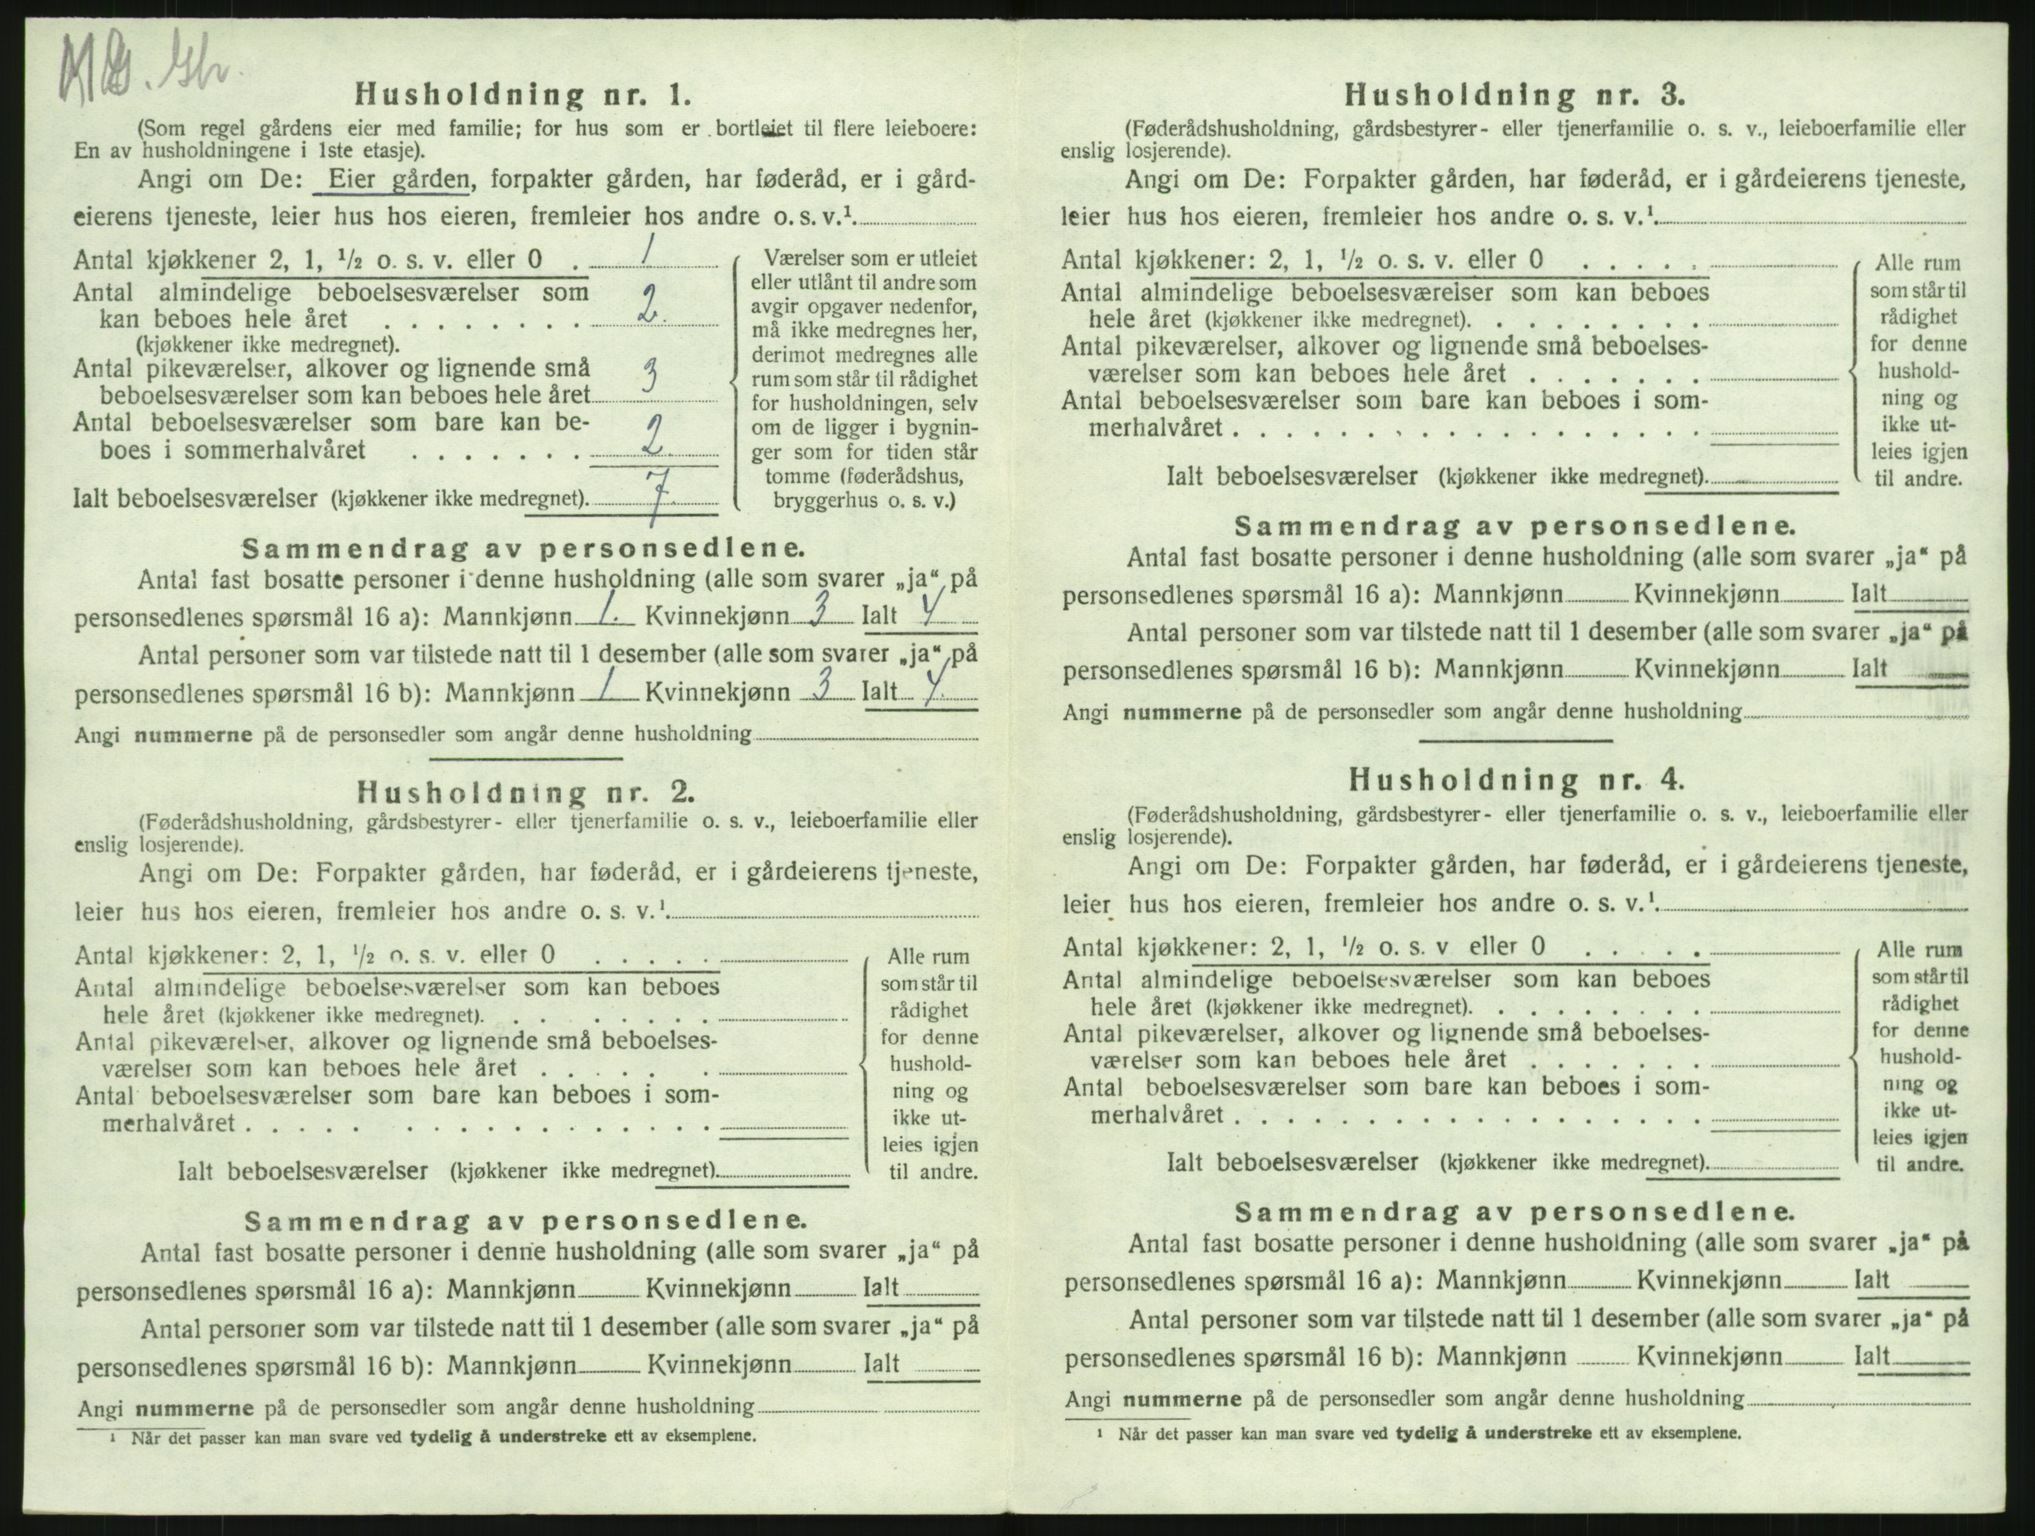 Husholdning nr. 1.
(Som regel gårdens eier med familie; for hus som er bortleiet til flere leieboere:
En av husholdningene i 1ste etasje).
Angi om De: Eier gården, forpakter gården, har føderåd, er i gård-
eierens tjeneste, leier hus hos eieren, fremleier hos andre o. s. v.¹.
Antal kjøkkener 2, 1, ½ o. s. v. eller 0 . 1
Antal almindelige beboelsesværelser som
kan beboes hele året . . . . . . . . 2.
(kjøkkener ikke medregnet).
Antal pikeværelser, alkover og lignende små
beboelsesværelser som kan beboes hele året 3
Antal beboelsesværelser som bare kan be-
boes i sommerhalvåret . . . . . . . 2.
Ialt beboelsesværelser (kjøkkener ikke medregnet). 7.
Værelser som er utleiet
eller utlånt til andre som
avgir opgaver nedenfor,
må ikke medregnes her,
derimot medregnes alle
rum som står til rådighet
for husholdningen, selv
om de ligger i bygnin-
ger som for tiden står
tomme (føderådshus,
bryggerhus o. s. v.)
Sammendrag av personsedlene.
Antal fast bosatte personer i denne husholdning (alle som svarer „ja“ på
personsedlenes spørsmål 16 a): Mannkjønn 1. Kvinnekjønn 3 Ialt 4
Antal personer som var tilstede natt til 1 desember (alle som svarer „ja“ på
personsedlenes spørsmål 16 b): Mannkjønn 1 Kvinnekjønn 3 Ialt 4.
Angi nummerne på de personsedler som angår denne husholdning
Husholdning nr. 2.
(Føderådshusholdning, gårdsbestyrer- eller tjenerfamilie o. s. v., leieboerfamilie eller
enslig losjerende).
Angi om De: Forpakter gården, har føderåd, er i gårdeierens tjeneste,
leier hus hos eieren, fremleier hos andre o. s. v.¹.
Antal kjøkkener: 2, 1, ½ o. s. v. eller 0 . . . . .
Antal almindelige beboelsesværelser som kan beboes
hele året (kjøkkener ikke medregnet). . . . . . . .
Antal pikeværelser, alkover og lignende små beboelses-
værelser som kan beboes hele året . . . . . .
Antal beboelsesværelser som bare kan beboes i som-
merhalvåret . . . . . . . . . . . . . . . . .
Ialt beboelsesværelser (kjøkkener ikke medregnet).
Alle rum
som står til
rådighet
for denne
hushold-
ning og
ikke ut-
leies igjen
til andre.
Sammendrag av personsedlene.
Antal fast bosatte personer i denne husholdning (alle som svarer „ja“ på
personsedlenes spørsmål 16 a): Mannkjønn Kvinnekjønn Ialt
Antal personer som var tilstede natt til 1 desember (alle som svarer „ja“ på
personsedlenes spørsmål 16 b): Mannkjønn Kvinnekjønn Ialt
Angi nummerne på de personsedler som angår denne husholdning
¹ Når det passer kan man svare ved tydelig å understreke ett av eksemplene.
Husholdning nr. 3.
(Føderådshusholdning, gårdsbestyrer- eller tjenerfamilie o. s. v., leieboerfamilie eller
enslig losjerende).
Angi om De: Forpakter gården, har føderåd, er i gårdeierens tjeneste,
leier hus hos eieren, fremleier hos andre o. s. v.¹.
Antal kjøkkener: 2, 1, ½ o. s. v. eller 0 . . . . .
Antal almindelige beboelsesværelser som kan beboes
hele året (kjøkkener ikke medregnet). . . . . . . . .
Antal pikeværelser, alkover og lignende små beboelses-
værelser som kan beboes hele året . . . . . . .
Antal beboelsesværelser som bare kan beboes i som-
merhalvåret . . . . . . . . . . . . . . . . . .
Ialt beboelsesværelser (kjøkkener ikke medregnet).
Alle rum
som står til
rådighet
for denne
hushold-
ning og
ikke ut-
leies igjen
til andre.
Sammendrag av personsedlene.
Antal fast bosatte personer i denne husholdning (alle som svarer „ja“ på
personsedlenes spørsmål 16 a): Mannkjønn Kvinnekjønn Ialt
Antal personer som var tilstede natt til 1 desember (alle som svarer „ja“ på
personsedlenes spørsmål 16 b): Mannkjønn Kvinnekjønn Ialt
Angi nummerne på de personsedler som angår denne husholdning
Husholdning nr. 4.
(Føderådshusholdning, gårdsbestyrer- eller tjenerfamilie o. s. v., leieboerfamilie eller
enslig losjerende).
Angi om De: Forpakter gården, har føderåd, er i gårdeierens tjeneste,
leier hus hos eieren, fremleier hos andre o. s. v.¹.
Antal kjøkkener: 2, 1, ½ o. s. v eller 0 . . . . .
Antal almindelige beboelsesværelser som kan beboes
hele året (kjøkkener ikke medregnet). . . . . . . . .
Antal pikeværelser, alkover og lignende små beboelses-
værelser som kan beboes hele året . . . . . . .
Antal beboelsesværelser som bare kan beboes i som-
merhalvåret . . . . . . . . . . . . . . . . . .
Ialt beboelsesværelser (kjøkkener ikke medregnet).
Alle rum
som står til
rådighet
for denne
hushold-
ning og
ikke ut-
leies igjen
til andre.
Sammendrag av personsedlene.
Antal fast bosatte personer i denne husholdning (alle som svarer „ja“ på
personsedlenes spørsmål 16 a): Mannkjønn Kvinnekjønn Ialt
Antal personer som var tilstede natt til 1 desember (alle som svarer „ja“ på
personsedlenes spørsmål 16 b): Mannkjønn Kvinnekjønn Ialt
Angi nummerne på de personsedler som angår denne husholdning
¹ Når det passer kan man svare ved tydelig å understreke ett av eksemplene.